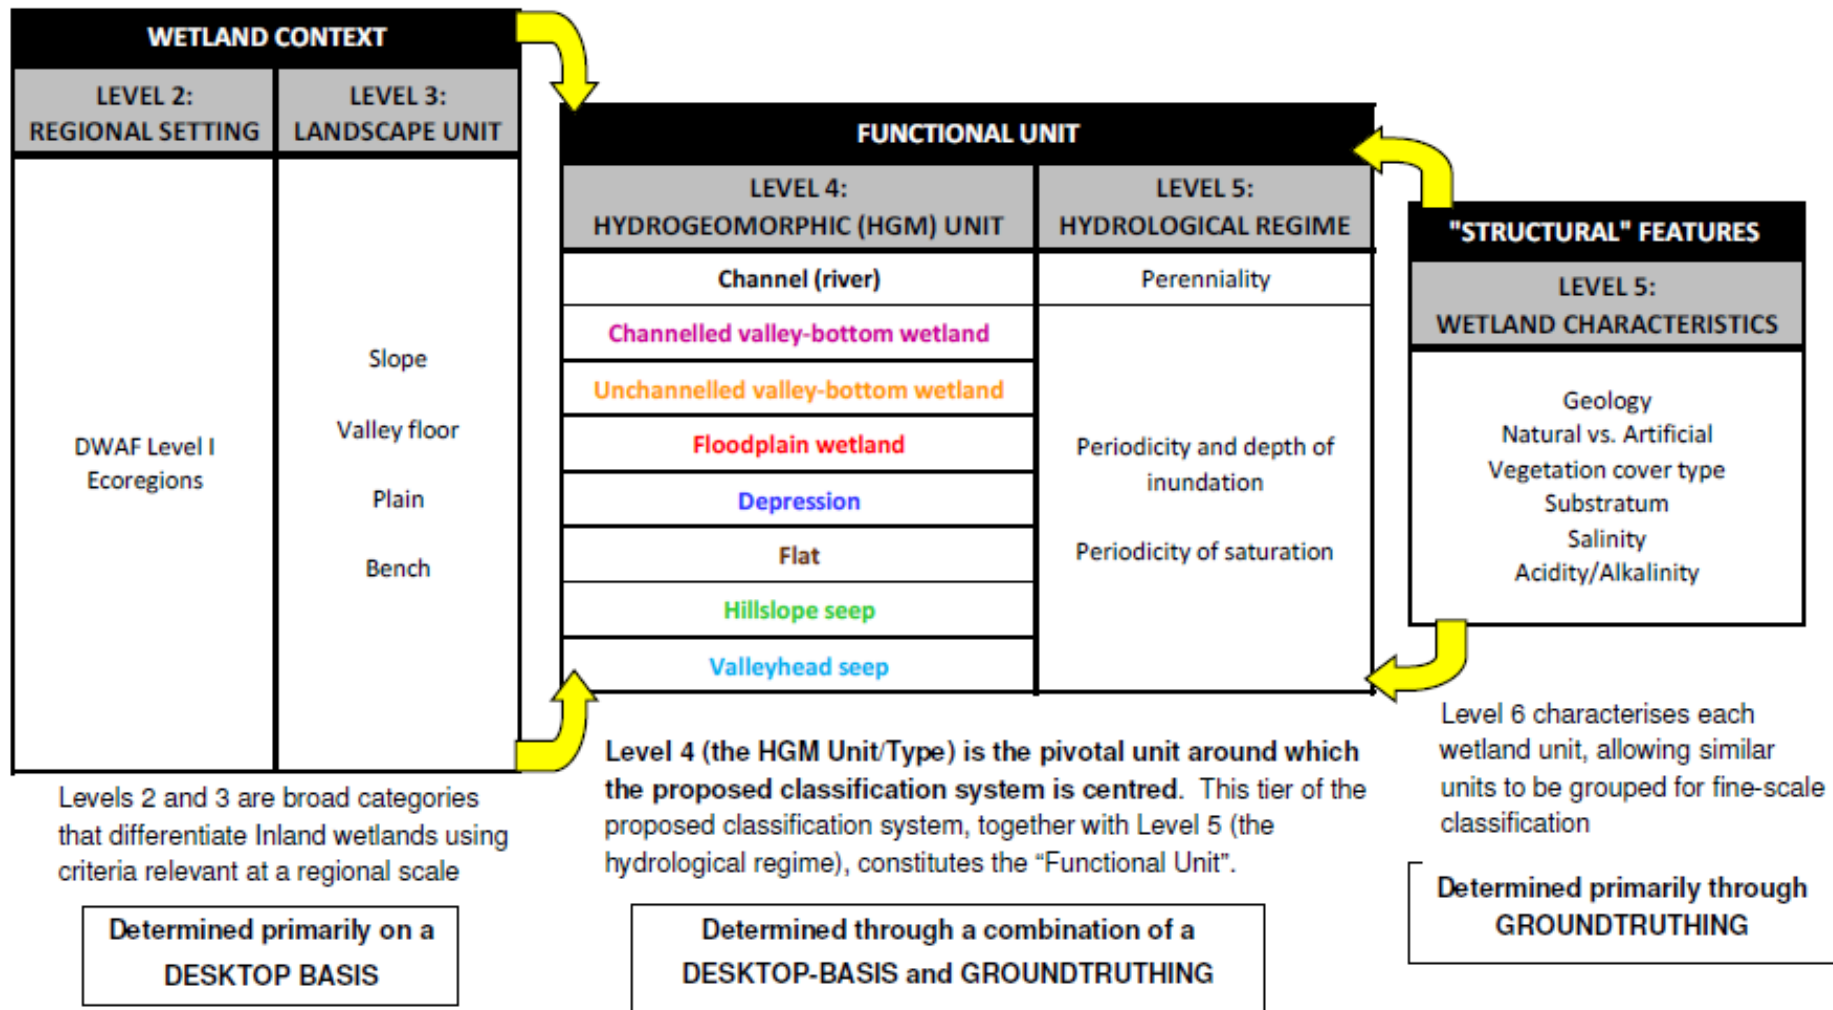 WETLAND CONTEXT
LEVEL 2:
REGIONAL SETTING
LEVEL 3:
LANDSCAPE UNIT
DWAF Level I
Ecoregions
Slope
Valley floor
Plain
Bench
Levels 2 and 3 are broad categories
that differentiate Inland wetlands using
criteria relevant at a regional scale
Determined primarily on a
DESKTOP BASIS
FUNCTIONAL UNIT
LEVEL 4:
HYDROGEOMORPHIC (HGM) UNIT
LEVEL 5:
HYDROLOGICAL REGIME
Channel (river)
Perenniality
Channelled valley-bottom wetland
Unchannelled valley-bottom wetland
Floodplain wetland
Depression
Flat
Hillslope seep
Valleyhead seep
Periodicity and depth of
inundation
Periodicity of saturation
Level 4 (the HGM Unit/Type) is the pivotal unit around which
the proposed classification system is centred. This tier of the
proposed classification system, together with Level 5 (the
hydrological regime), constitutes the “Functional Unit”.
Determined through a combination of a
DESKTOP-BASIS and GROUNDTRUTHING
"STRUCTURAL" FEATURES
LEVEL 5:
WETLAND CHARACTERISTICS
Geology
Natural vs. Artificial
Vegetation cover type
Substratum
Salinity
Acidity/Alkalinity
Level 6 characterises each
wetland unit, allowing similar
units to be grouped for fine-scale
classification
Determined primarily through
GROUNDTRUTHING